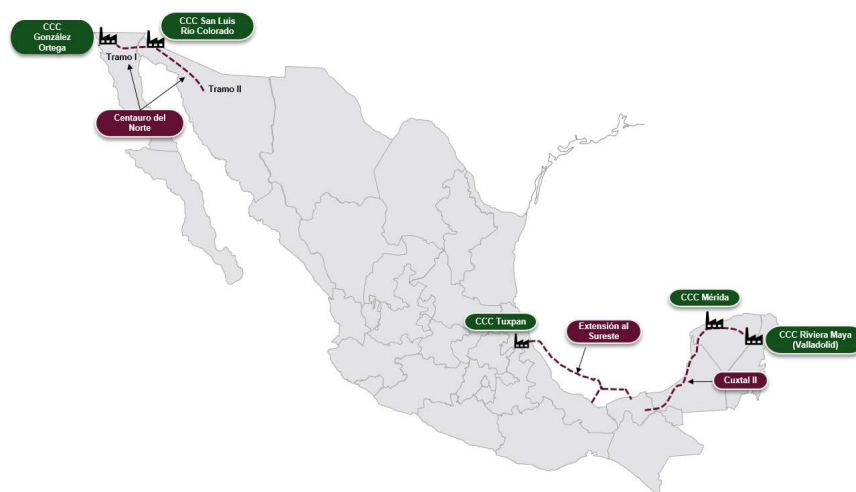 CCC
González
Ortega
CCC San Luis
Río Colorado
Tramo I
Tramo II
Centauro del
Norte
CCC Mérida
CCC Tuxpan
Extensión al
Sureste
CCC Riviera Maya
(Valladolid)
Cuxtal II